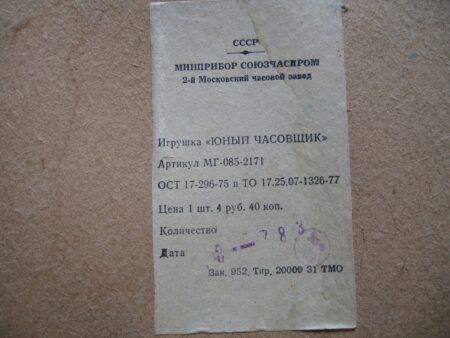 СССР
МИНПРИБОР СОЮЗЧАСПРОМ
2-й Московский часовой завод
Игрушка «ЮНЫЙ ЧАСОВЩИК»
Артикул МГ-085-2171
ОСТ 17-296-75 и ТО 17.25.07-1326-77
Цена 1 шт. 4 руб. 40 коп.
Количество
Дата
Зак. 952, Тир. 20000 31 ТМО